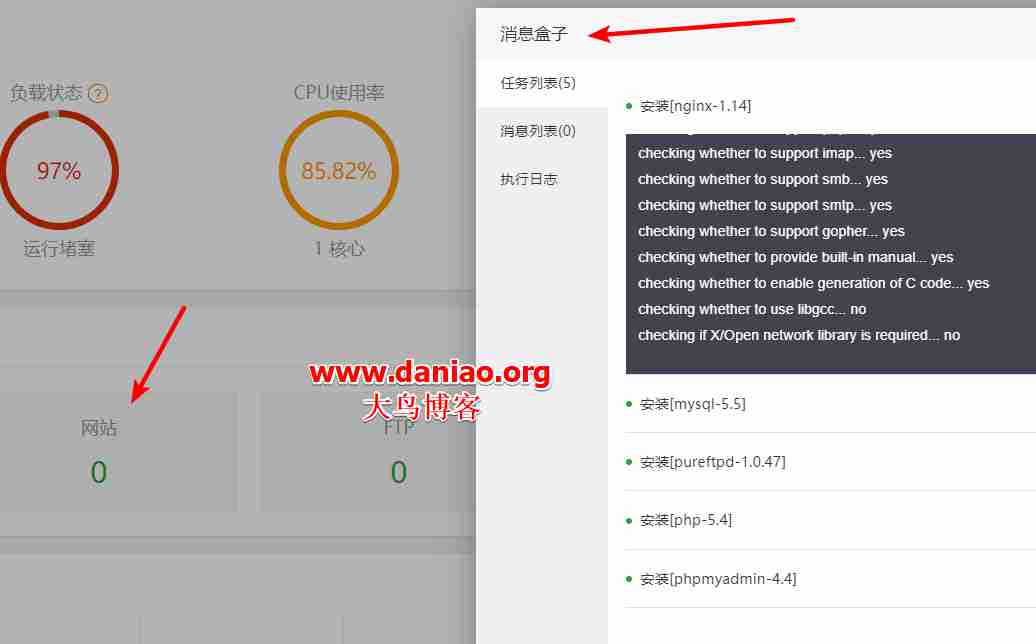 负载状态 ?
97%
运行堵塞
CPU使用率
85.82%
1 核心
网站
0
FTP
0
www.daniao.org
大鸟博客
消息盒子
任务列表(5)
消息列表(0)
执行日志
安装[nginx-1.14]
checking whether to support imap... yes
checking whether to support smb... yes
checking whether to support smtp... yes
checking whether to support gopher... yes
checking whether to provide built-in manual... yes
checking whether to enable generation of C code... yes
checking whether to use libgcc... no
checking if X/Open network library is required... no
安装[mysql-5.5]
安装[pureftpd-1.0.47]
安装[php-5.4]
安装[phpmyadmin-4.4]